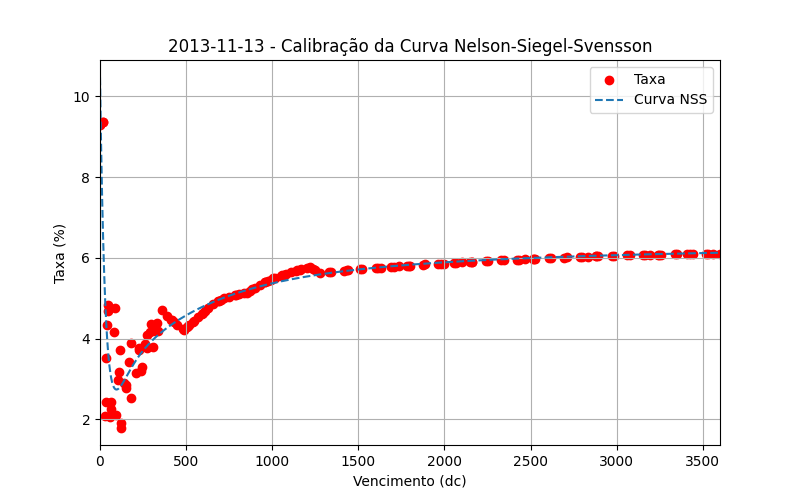 2013-11-13 - Calibração da Curva Nelson-Siegel-Svensson
Taxa
Curva NSS
Taxa (%)
10
8
6
4
2
0 500 1000 1500 2000 2500 3000 3500
Vencimento (dc)